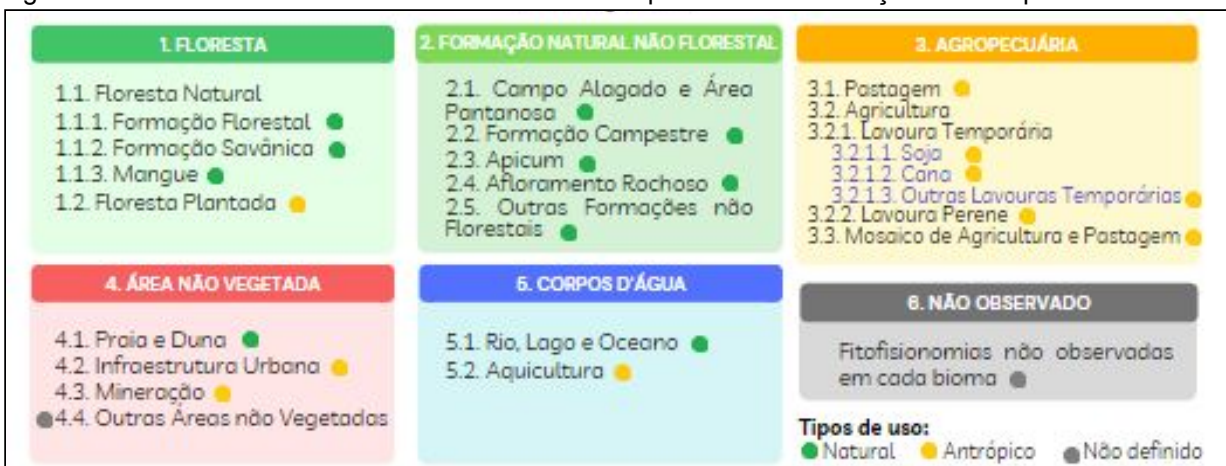 1. FLORESTA
1.1. Floresta Natural
1.1.1. Formação Florestal
1.1.2. Formação Savânica
1.1.3. Mangue
1.2. Floresta Plantada
2. FORMAÇÃO NATURAL NÃO FLORESTAL
2.1. Campo Alagado e Área
Pantanosa
2.2. Formação Campestre
2.3. Apicum
2.4. Afloramento Rochoso
2.5. Outras Formações não
Florestais
3. AGROPECUÁRIA
3.1. Pastagem
3.2. Agricultura
3.2.1. Lavoura Temporária
3.2.1.1. Soja
3.2.1.2. Cana
3.2.1.3. Outras Lavouras Temporárias
3.2.2. Lavoura Perene
3.3. Mosaico de Agricultura e Pastagem
4. ÁREA NÃO VEGETADA
4.1. Praia e Duna
4.2. Infraestrutura Urbana
4.3. Mineração
4.4. Outras Áreas não Vegetadas
5. CORPOS D'ÁGUA
5.1. Rio, Lago e Oceano
5.2. Aquicultura
6. NÃO OBSERVADO
Fitofisionomias não observadas
em cada bioma
Tipos de uso:
Natural Antrópico Não definido